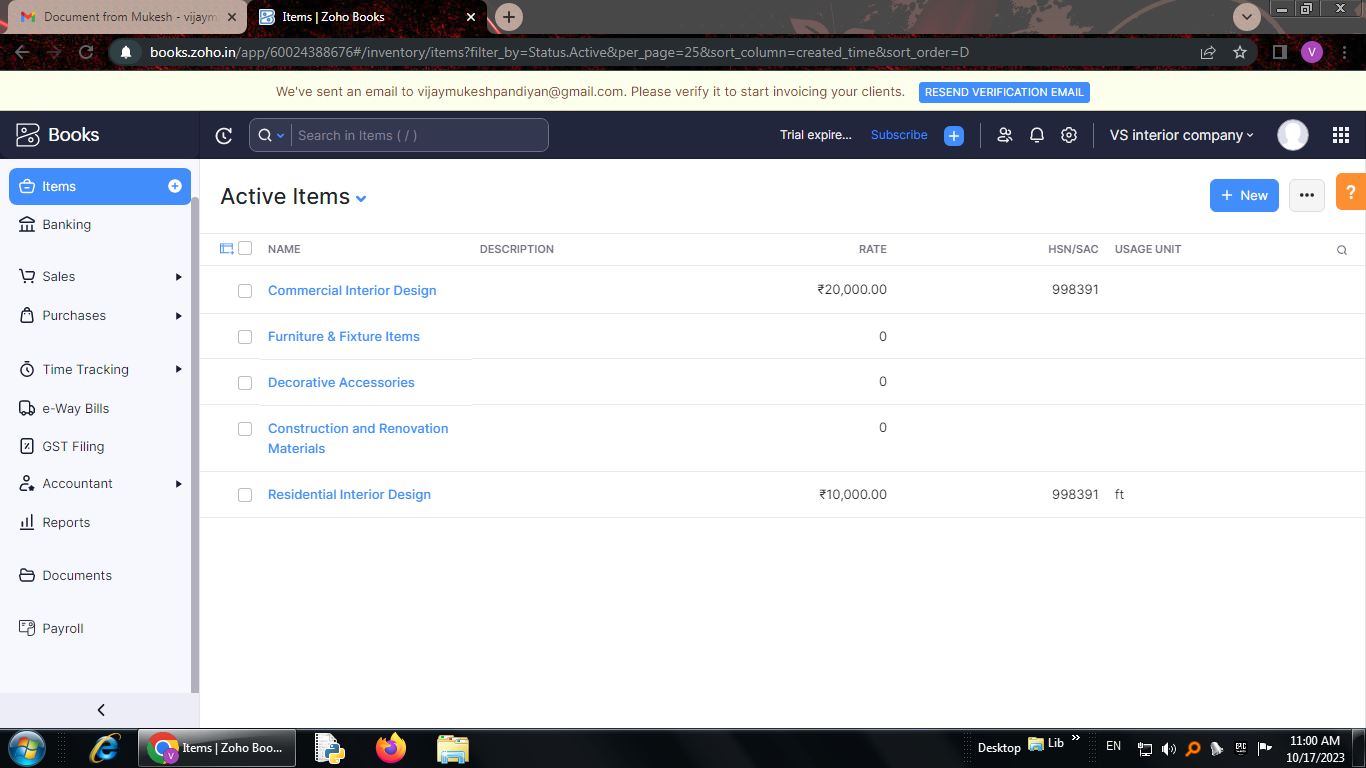 Document from Mukesh - vijaym
Items | Zoho Books
books.zoho.in/app/60024388676#/inventory/items?filter_by=Status.Active&per_page=25&sort_column=created_time&sort_order=D
V
We've sent an email to vijaymukeshpandiyan@gmail.com. Please verify it to start invoicing your clients. RESEND VERIFICATION EMAIL
Books
Search in Items ( / )
Trial expire... Subscribe
VS interior company
Items
Banking
Sales
Purchases
Time Tracking
e-Way Bills
GST Filing
Accountant
Reports
Documents
Payroll
Active Items
+ New
?
NAME DESCRIPTION RATE HSN/SAC USAGE UNIT
Commercial Interior Design ₹20,000.00 998391
Furniture & Fixture Items 0
Decorative Accessories 0
Construction and Renovation 0
Materials
Residential Interior Design ₹10,000.00 998391 ft
V
Items | Zoho Boo...
Desktop
Lib
EN
11:00 AM
10/17/2023